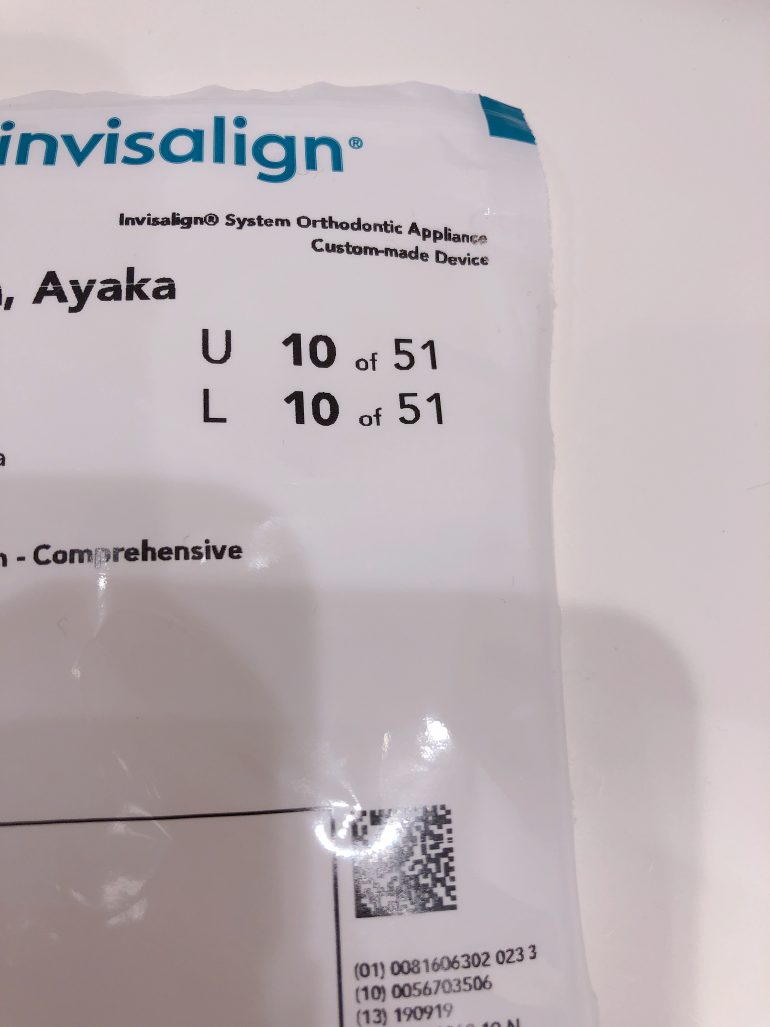 invisalign®
Invisalign® System Orthodontic Appliance
Custom-made Device
, Ayaka
U 10 of 51
L 10 of 51
a
- Comprehensive
(01) 0081606302 023 3
(10) 0056703506
(13) 190919